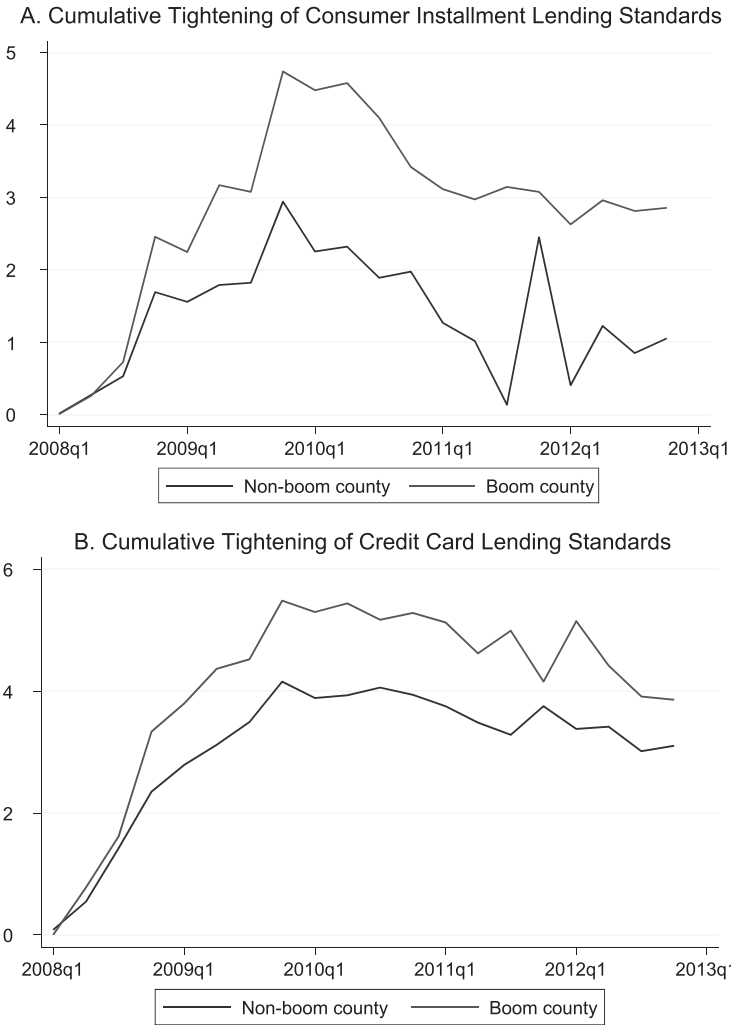 A. Cumulative Tightening of Consumer Installment Lending Standards
5
4
3
2
1
0
2008q1 2009q1 2010q1 2011q1 2012q1 2013q1
Non-boom county Boom county
B. Cumulative Tightening of Credit Card Lending Standards
6
4
2
0
2008q1 2009q1 2010q1 2011q1 2012q1 2013q1
Non-boom county Boom county